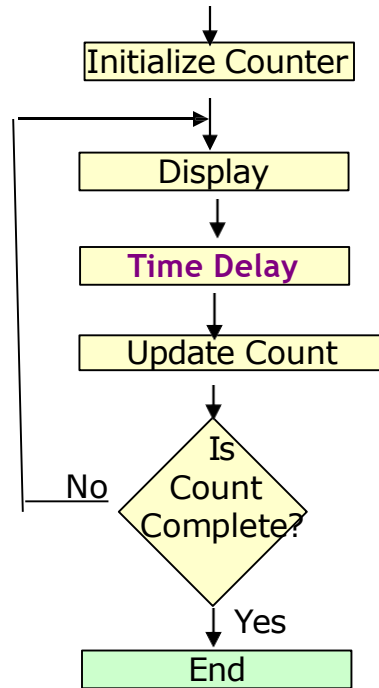 Initialize Counter
Display
Time Delay
Update Count
Is
Count
Complete?
No
Yes
End